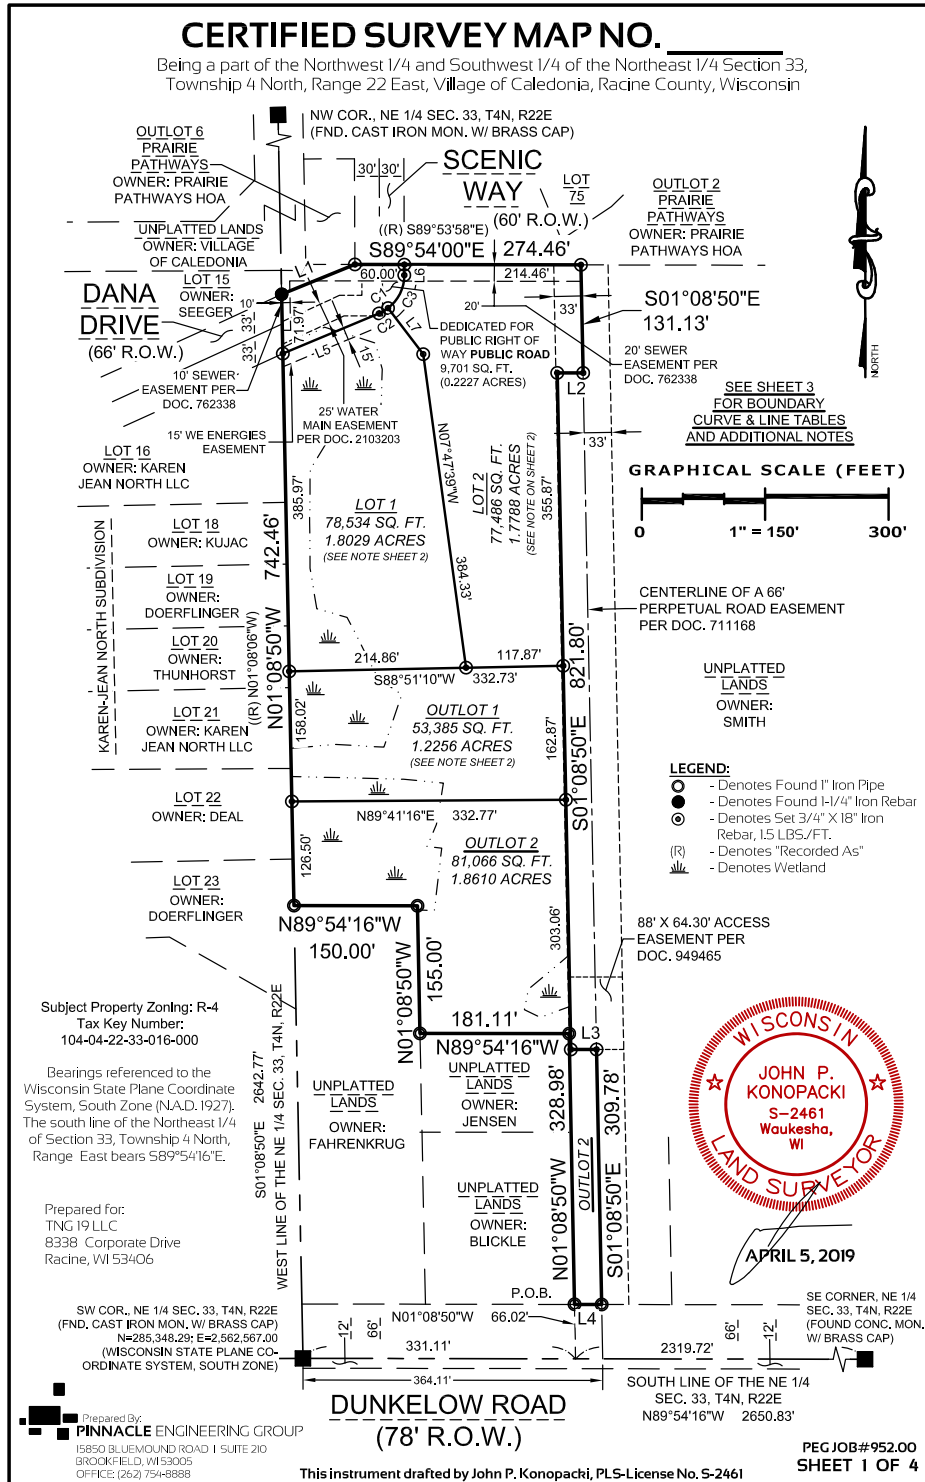 CERTIFIED SURVEY MAP NO.
Being a part of the Northwest 1/4 and Southwest 1/4 of the Northeast 1/4 Section 33,
Township 4 North, Range 22 East, Village of Caledonia, Racine County, Wisconsin
NW COR., NE 1/4 SEC. 33, T4N, R22E
(FND. CAST IRON MON. W/ BRASS CAP)
OUTLOT 6
PRAIRIE
PATHWAYS
OWNER: PRAIRIE
PATHWAYS HOA
30'
30'
SCENIC
WAY
(60' R.O.W.)
LOT
75
OUTLOT 2
PRAIRIE
PATHWAYS
OWNER: PRAIRIE
PATHWAYS HOA
UNPLATTED LANDS
OWNER: VILLAGE
OF CALEDONIA
((R) S89°53'58"E)
S89°54'00"E 274.46'
60.00'
214.46'
L1
L6
LOT 15
OWNER:
SEEGER
DANA
DRIVE
(66' R.O.W.)
10'
33'
33'
71.97'
C1
C2
C3
L7
L5
15'
20'
33'
S01°08'50"E
131.13'
DEDICATED FOR
PUBLIC RIGHT OF
WAY PUBLIC ROAD
9,701 SQ. FT.
(0.2227 ACRES)
20' SEWER
EASEMENT PER
DOC. 762338
L2
10' SEWER
EASEMENT PER
DOC. 762338
25' WATER
MAIN EASEMENT
PER DOC. 2103203
15' WE ENERGIES
EASEMENT
SEE SHEET 3
FOR BOUNDARY
CURVE & LINE TABLES
AND ADDITIONAL NOTES
33'
GRAPHICAL SCALE (FEET)
0
1" = 150'
300'
LOT 16
OWNER: KAREN
JEAN NORTH LLC
KAREN-JEAN NORTH SUBDIVISION
LOT 18
OWNER: KUJAC
LOT 19
OWNER:
DOERFLINGER
LOT 20
OWNER:
THUNHORST
LOT 21
OWNER: KAREN
JEAN NORTH LLC
LOT 22
OWNER: DEAL
LOT 23
OWNER:
DOERFLINGER
((R) N01°08'06"W)
N01°08'50"W
742.46'
385.97'
LOT 1
78,534 SQ. FT.
1.8029 ACRES
(SEE NOTE SHEET 2)
N07°47'39"W
384.33'
LOT 2
77,486 SQ. FT.
1.7788 ACRES
(SEE NOTE ON SHEET 2)
355.87'
CENTERLINE OF A 66'
PERPETUAL ROAD EASEMENT
PER DOC. 711168
214.86'
117.87'
S88°51'10"W
332.73'
158.02'
OUTLOT 1
53,385 SQ. FT.
1.2256 ACRES
(SEE NOTE SHEET 2)
162.87'
S01°08'50"E
821.80'
UNPLATTED
LANDS
OWNER:
SMITH
LEGEND:
- Denotes Found 1" Iron Pipe
- Denotes Found 1-1/4" Iron Rebar
- Denotes Set 3/4" X 18" Iron
Rebar, 1.5 LBS./FT.
(R) - Denotes "Recorded As"
- Denotes Wetland
N89°41'16"E
332.77'
126.50'
OUTLOT 2
81,066 SQ. FT.
1.8610 ACRES
303.06'
N89°54'16"W
150.00'
N01°08'50"W
155.00'
181.11'
N89°54'16"W
L3
88' X 64.30' ACCESS
EASEMENT PER
DOC. 949465
Subject Property Zoning: R-4
Tax Key Number:
104-04-22-33-016-000
Bearings referenced to the
Wisconsin State Plane Coordinate
System, South Zone (N.A.D. 1927).
The south line of the Northeast 1/4
of Section 33, Township 4 North,
Range East bears S89°54'16"E.
Prepared for:
TNG 19 LLC
8338 Corporate Drive
Racine, WI 53406
S01°08'50"E 2642.77'
WEST LINE OF THE NE 1/4 SEC. 33, T4N, R22E
UNPLATTED
LANDS
OWNER:
FAHRENKRUG
UNPLATTED
LANDS
OWNER:
JENSEN
UNPLATTED
LANDS
OWNER:
BLICKLE
N01°08'50"W
328.98'
OUTLOT 2
S01°08'50"E
309.78'
WISCONSIN
JOHN P.
KONOPACKI
S-2461
Waukesha,
WI
LAND SURVEYOR
APRIL 5, 2019
P.O.B.
L4
SW COR., NE 1/4 SEC. 33, T4N, R22E
(FND. CAST IRON MON. W/ BRASS CAP)
N=285,348.29; E=2,562,567.00
(WISCONSIN STATE PLANE CO-
ORDINATE SYSTEM, SOUTH ZONE)
12'
66'
N01°08'50"W
66.02'
331.11'
364.11'
2319.72'
66'
12'
SE CORNER, NE 1/4
SEC. 33, T4N, R22E
(FOUND CONC. MON.
W/ BRASS CAP)
SOUTH LINE OF THE NE 1/4
SEC. 33, T4N, R22E
N89°54'16"W 2650.83'
DUNKELOW ROAD
(78' R.O.W.)
NORTH
Prepared By:
PINNACLE ENGINEERING GROUP
15850 BLUEMOUND ROAD | SUITE 210
BROOKFIELD, WI 53005
OFFICE: (262) 754-8888
This instrument drafted by John P. Konopacki, PLS-License No. S-2461
PEG JOB#952.00
SHEET 1 OF 4